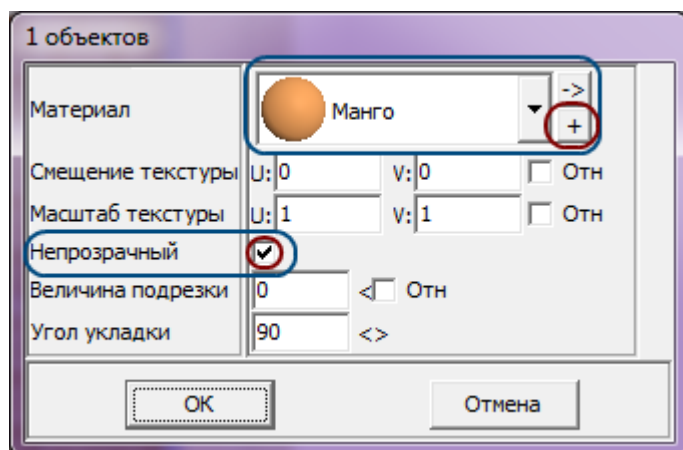 1 объектов
Материал Манго -> +
Смещение текстуры U: 0 V: 0 Отн
Масштаб текстуры U: 1 V: 1 Отн
Непрозрачный
Величина подрезки 0 < Отн
Угол укладки 90 <>
OK Отмена